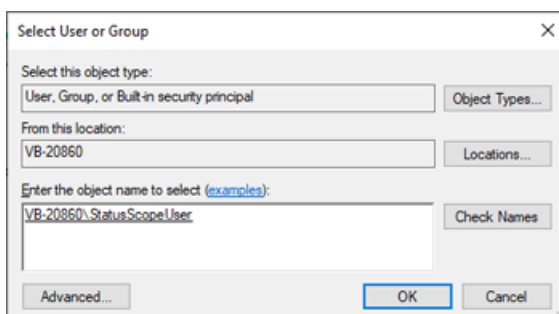 Select User or Group
Select this object type:
User, Group, or Built-in security principal
Object Types...
From this location:
VB-20860
Locations...
Enter the object name to select (examples):
VB-20860\StatusScopeUser
Check Names
Advanced...
OK
Cancel